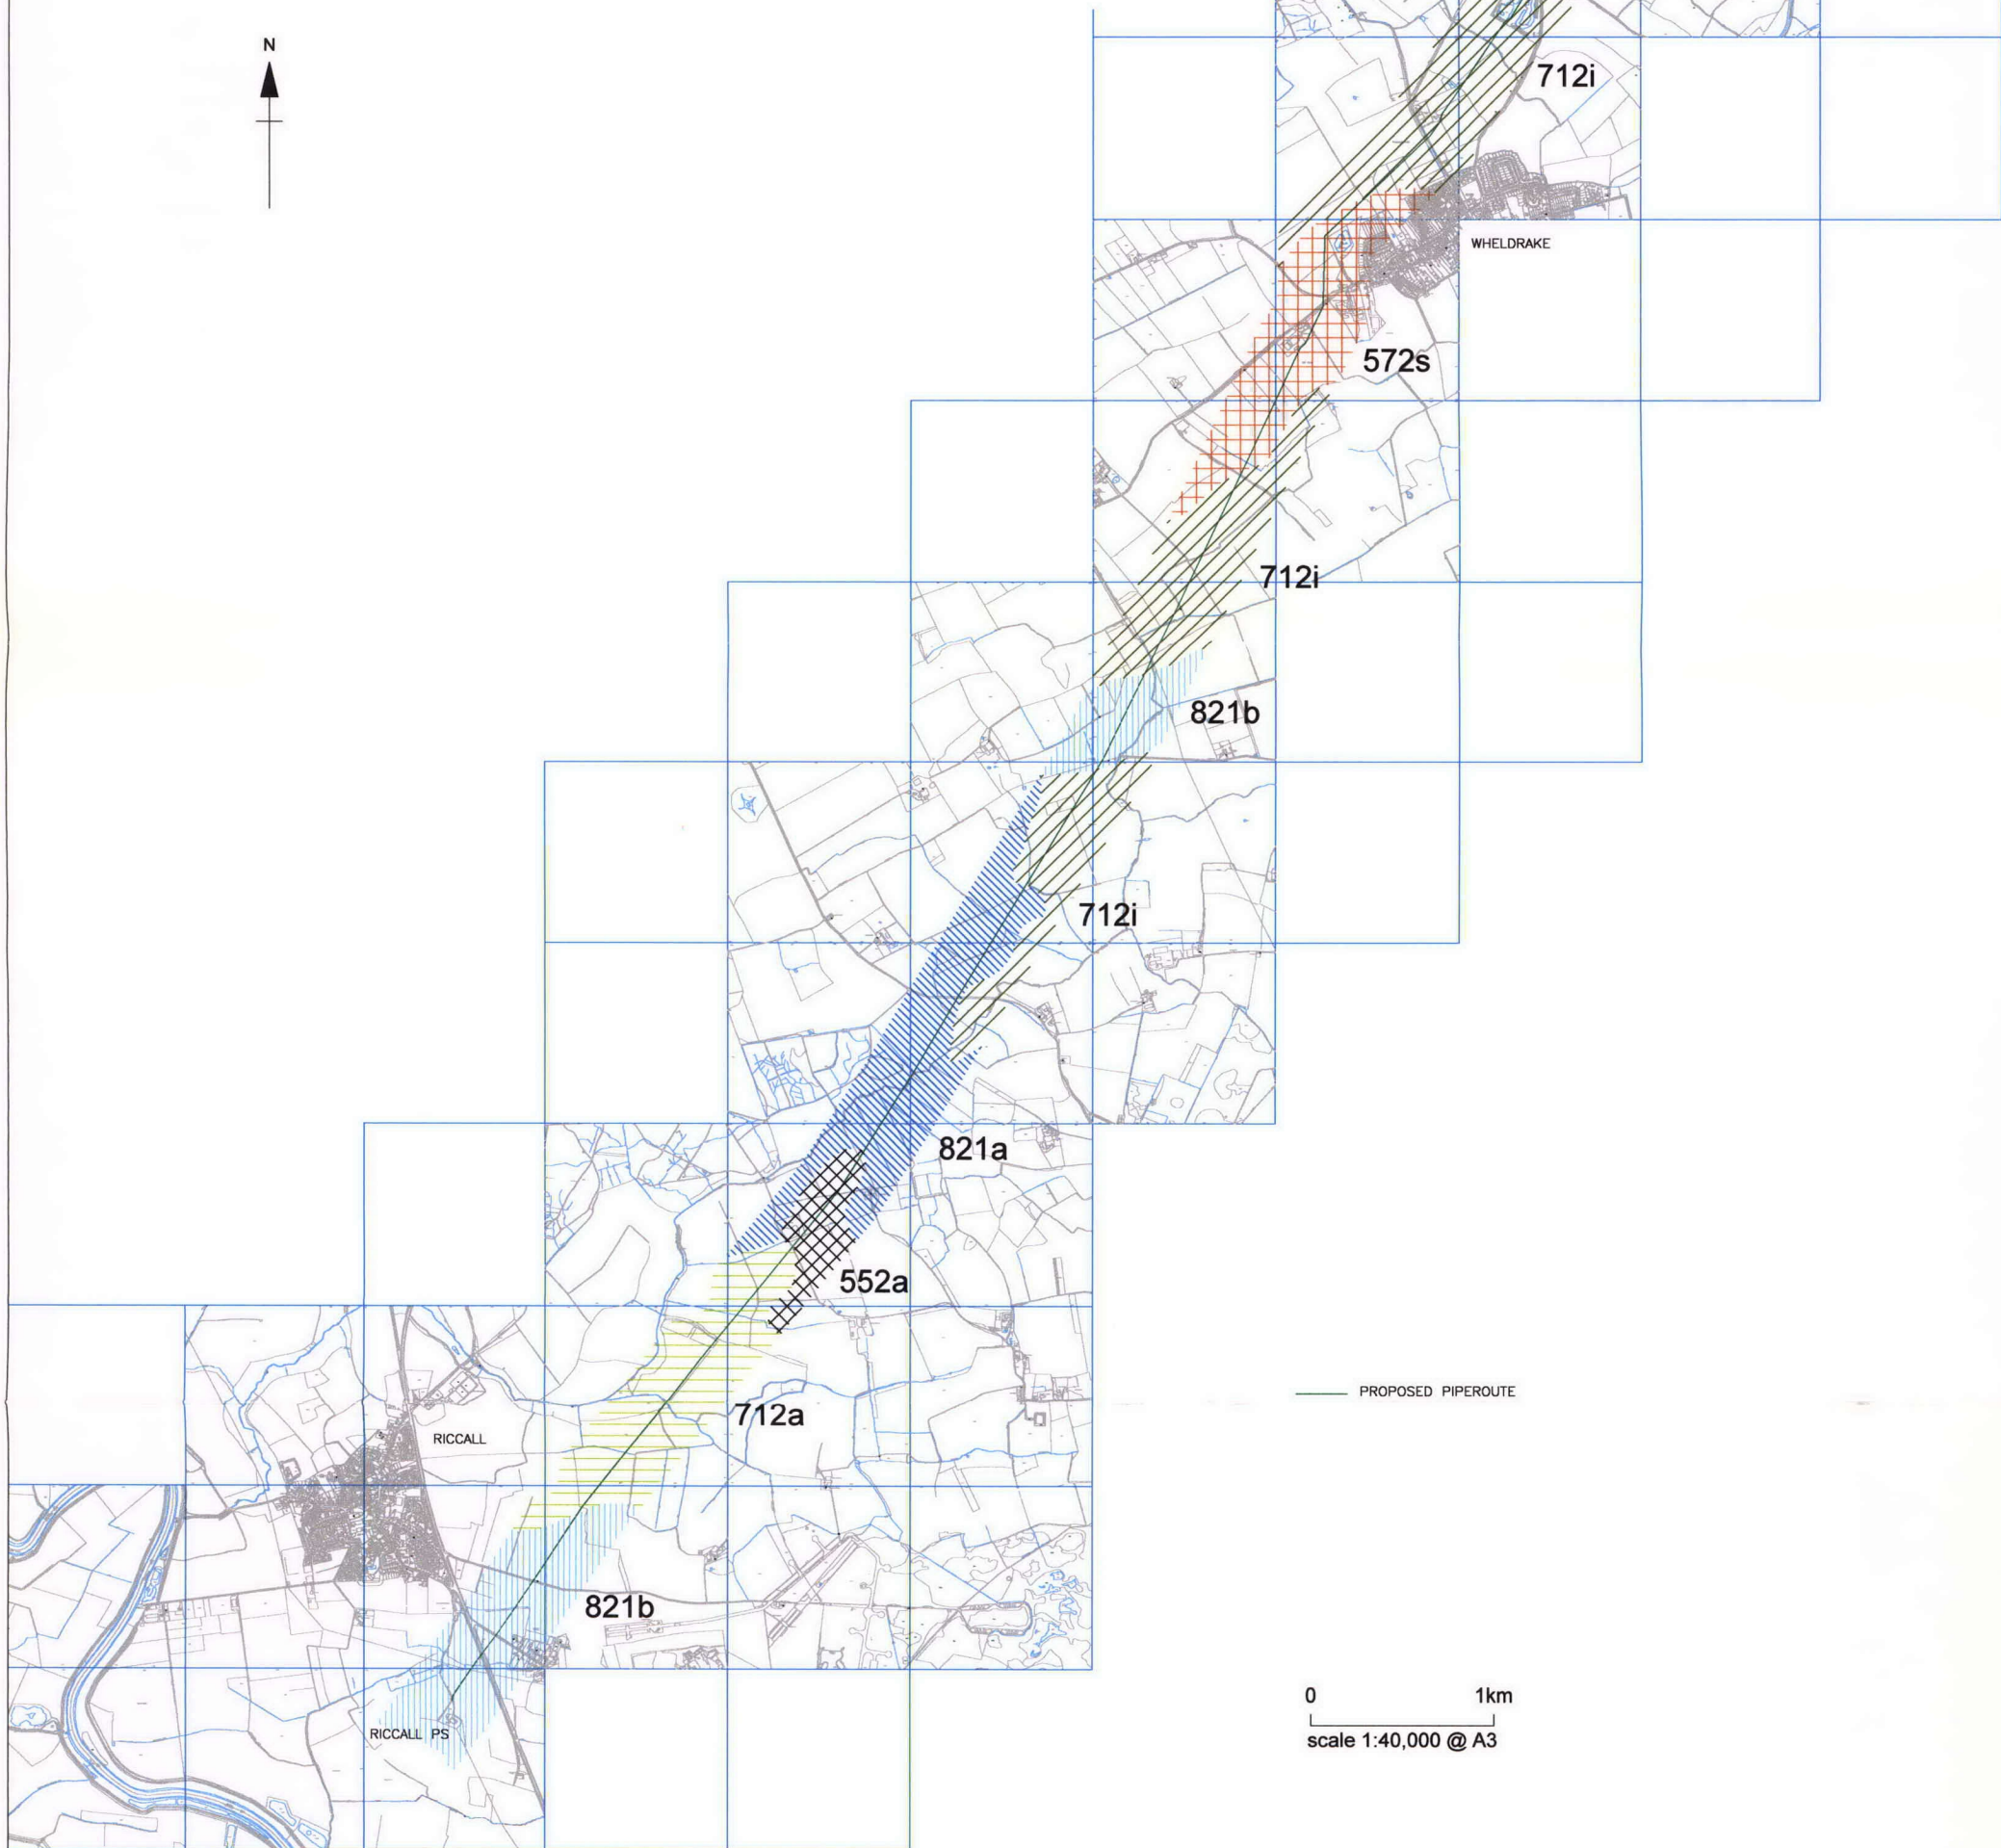 N
712i
WHELDRAKE
572s
712i
821b
712i
821a
552a
PROPOSED PIPEROUTE
712a
RICCALL
821b
0 1km
RICCALL PS
scale 1:40,000 @ A3